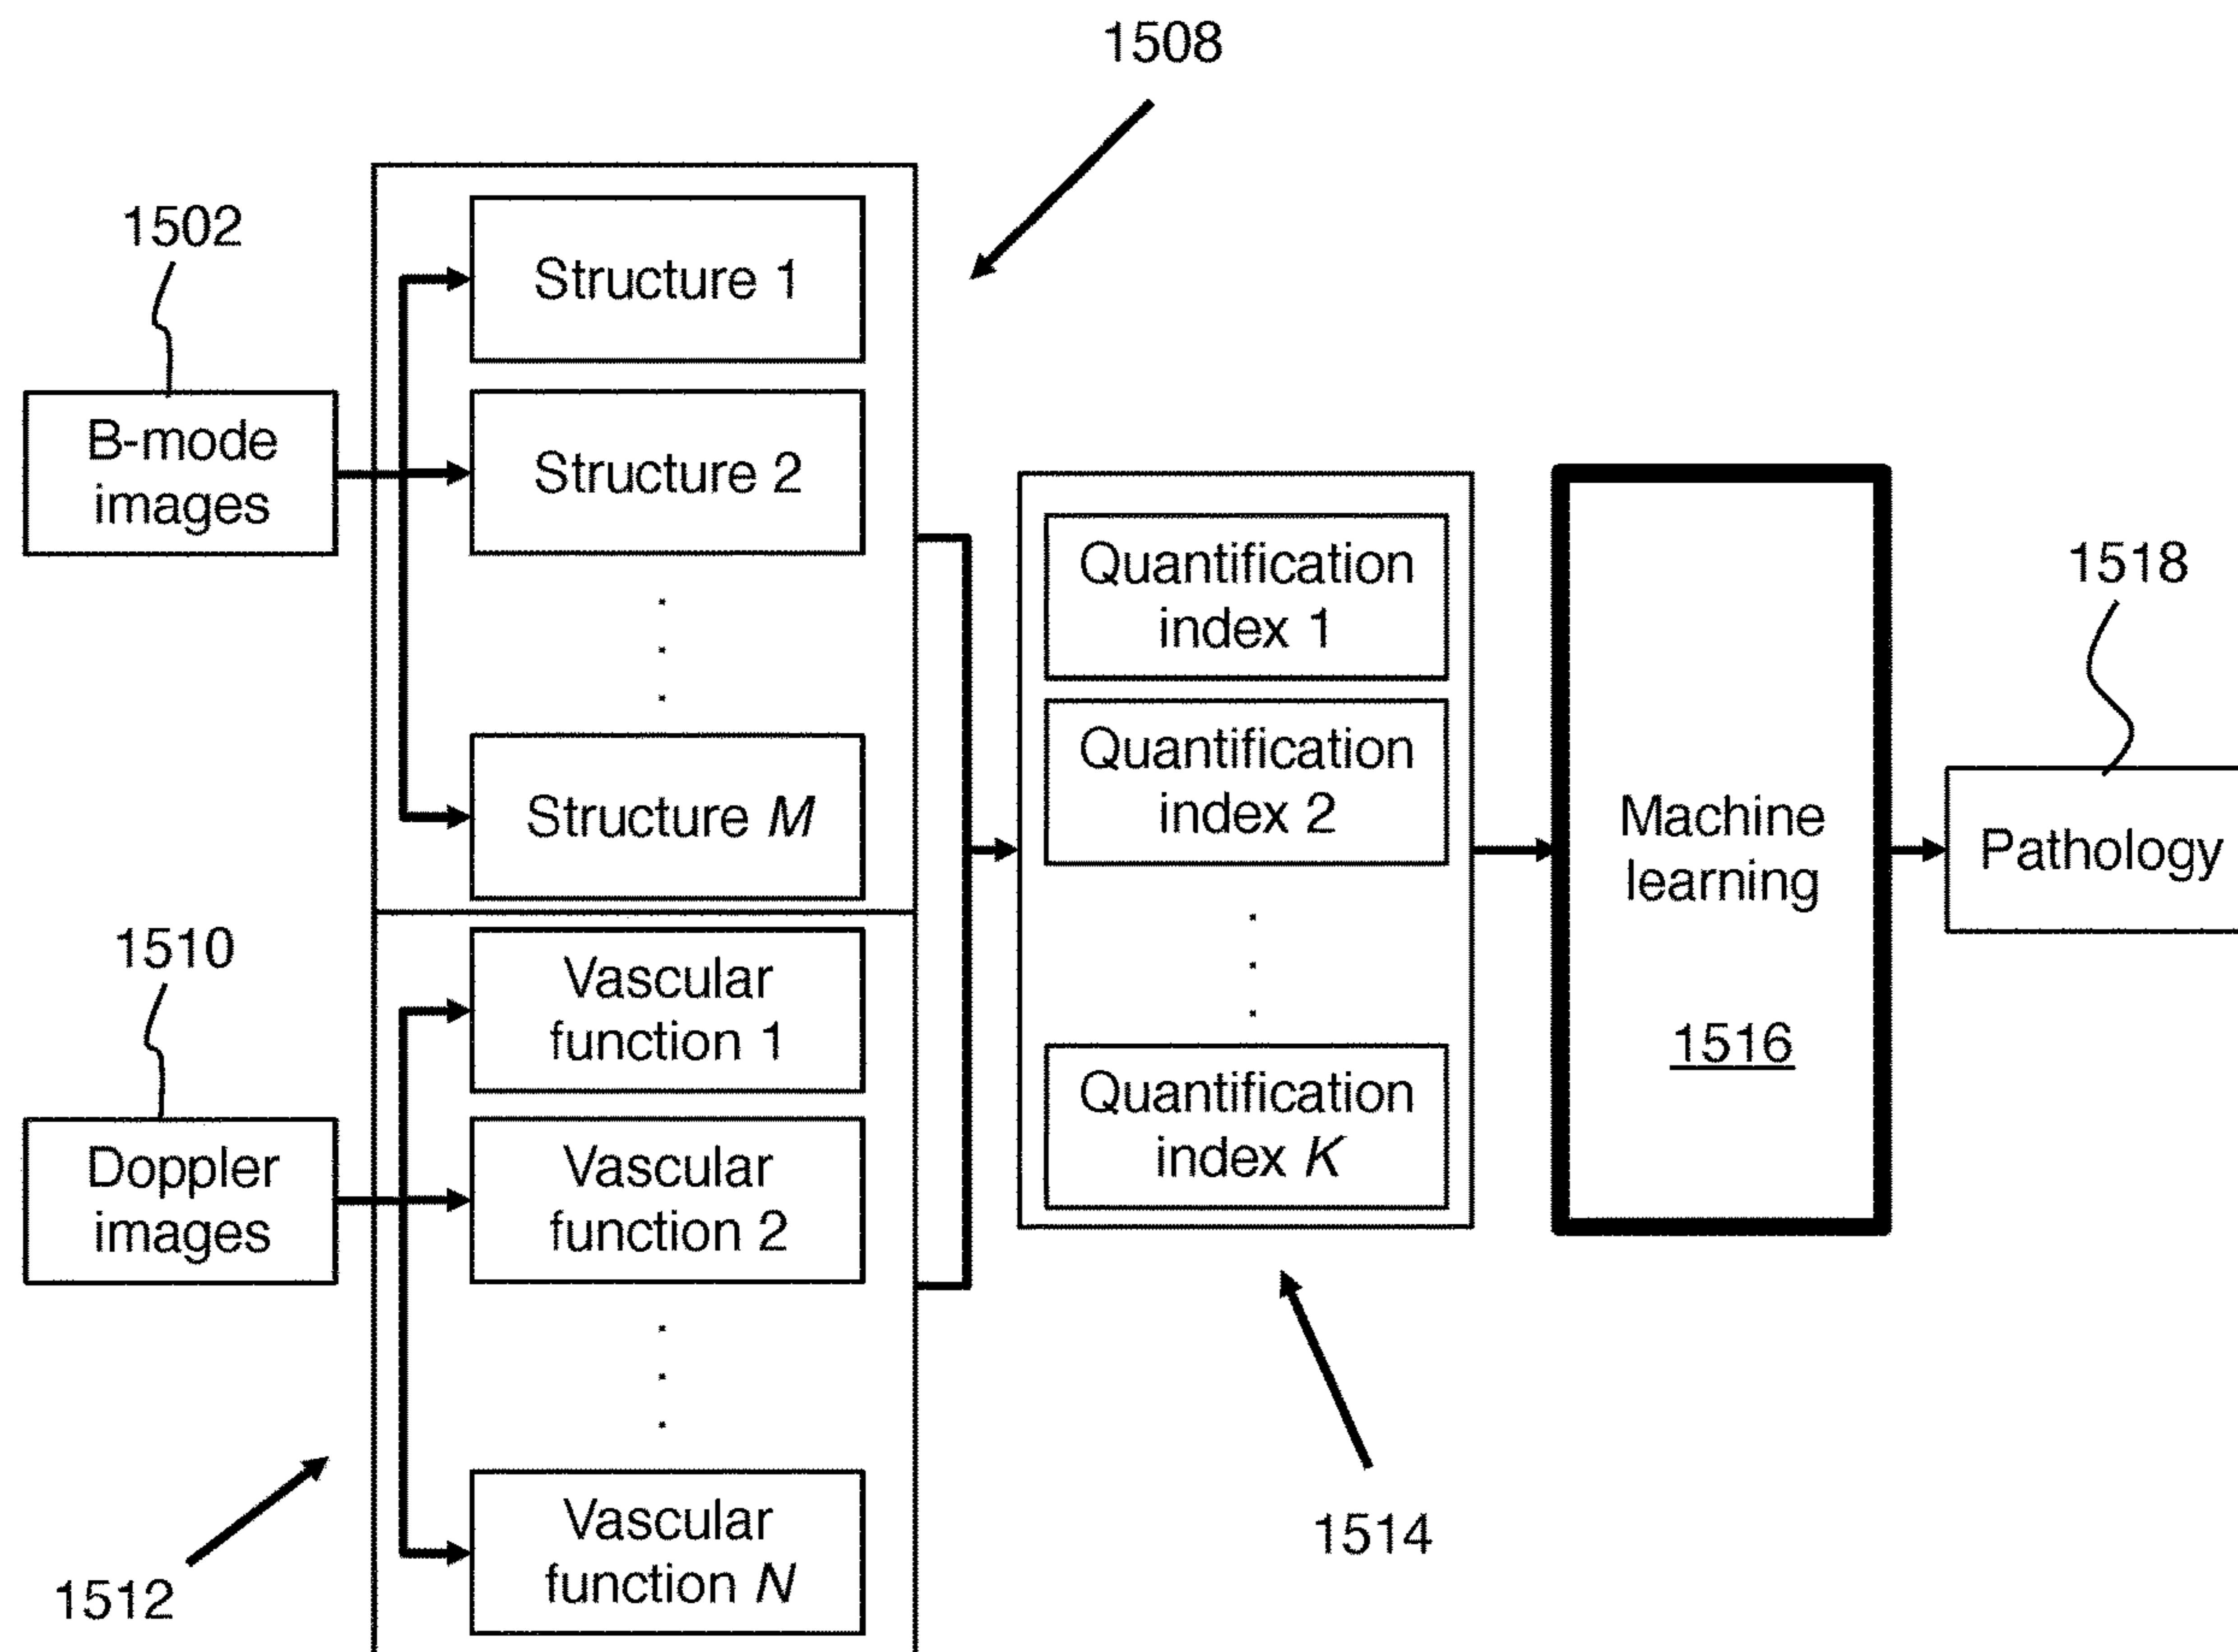 1508
1502
Structure 1
B-mode
images
Structure 2
Structure M
Quantification
index 1
Quantification
index 2
Quantification
index K
1514
Machine
learning
1516
1518
Pathology
1510
Doppler
images
Vascular
function 1
Vascular
function 2
Vascular
function N
1512